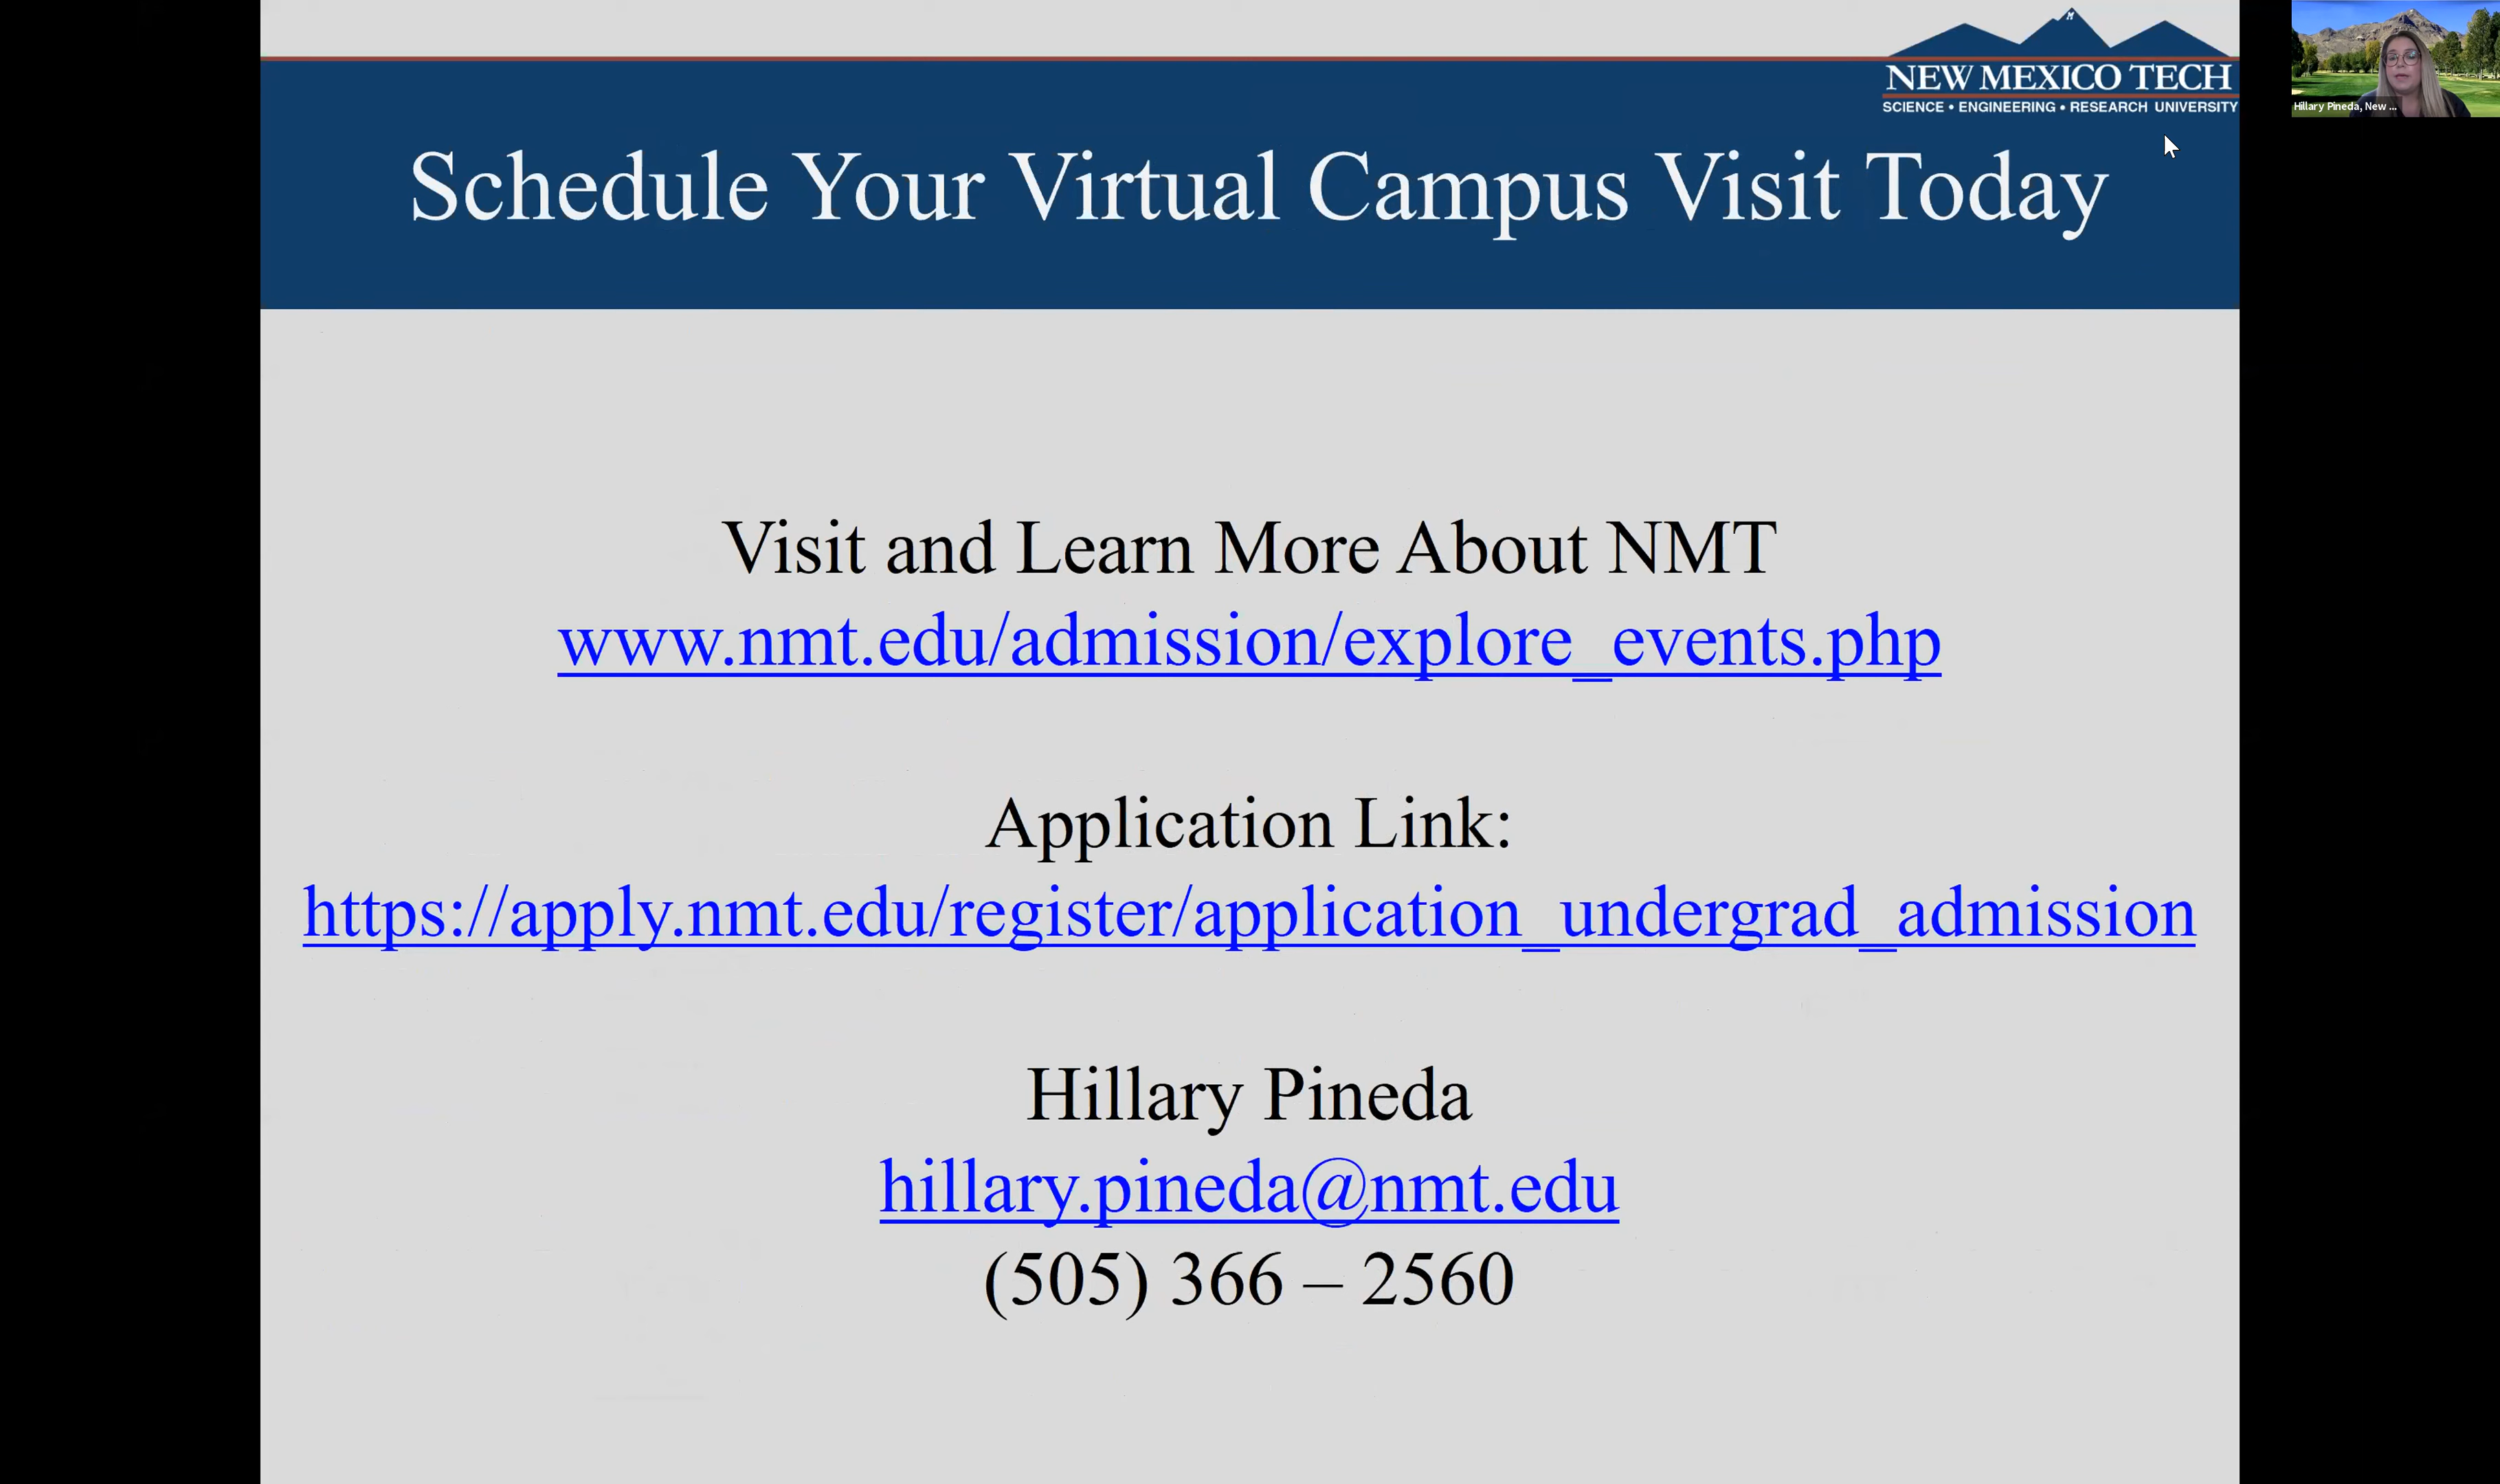 NEW MEXICO TECH
SCIENCE • ENGINEERING • RESEARCH UNIVERSITY
Hillary Pineda, New ...
Schedule Your Virtual Campus Visit Today
Visit and Learn More About NMT
www.nmt.edu/admission/explore_events.php
Application Link:
https://apply.nmt.edu/register/application_undergrad_admission
Hillary Pineda
hillary.pineda@nmt.edu
(505) 366 – 2560